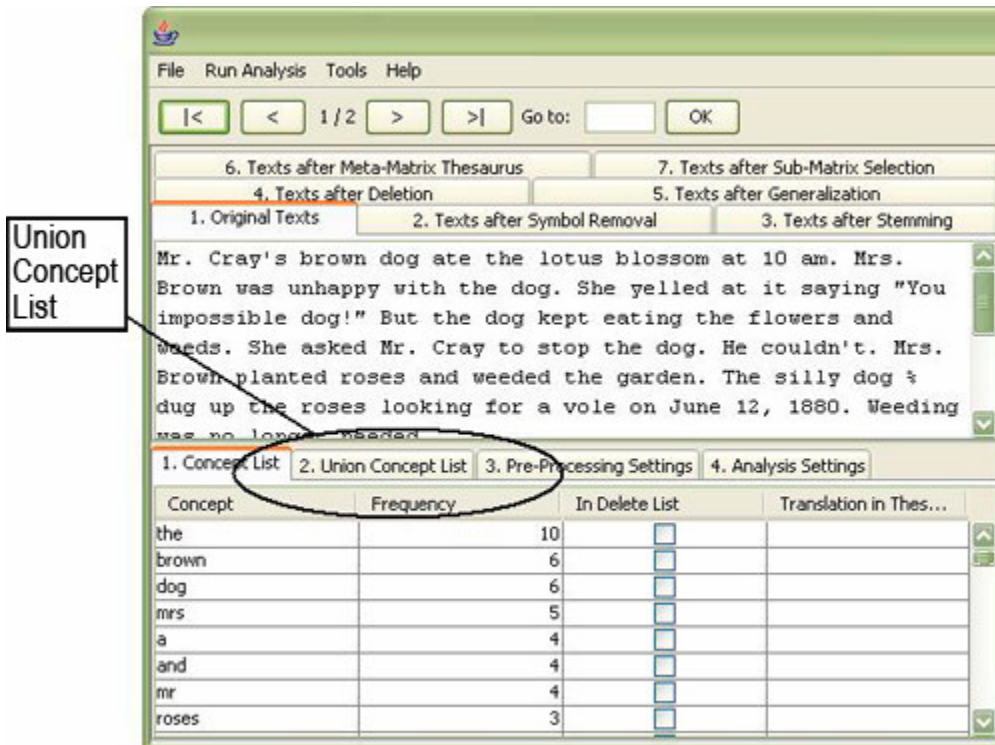 File Run Analysis Tools Help
|< < 1 / 2 > >| Go to: OK
6. Texts after Meta-Matrix Thesaurus 7. Texts after Sub-Matrix Selection
4. Texts after Deletion 5. Texts after Generalization
1. Original Texts 2. Texts after Symbol Removal 3. Texts after Stemming
Union
Concept
List
Mr. Cray's brown dog ate the lotus blossom at 10 am. Mrs.
Brown was unhappy with the dog. She yelled at it saying "You
impossible dog!" But the dog kept eating the flowers and
weeds. She asked Mr. Cray to stop the dog. He couldn't. Mrs.
Brown planted roses and weeded the garden. The silly dog %
dug up the roses looking for a vole on June 12, 1880. Weeding
was no longer needed
1. Concept List 2. Union Concept List 3. Pre-Processing Settings 4. Analysis Settings
Concept Frequency In Delete List Translation in Thes...
the 10
brown 6
dog 6
mrs 5
a 4
and 4
mr 4
roses 3